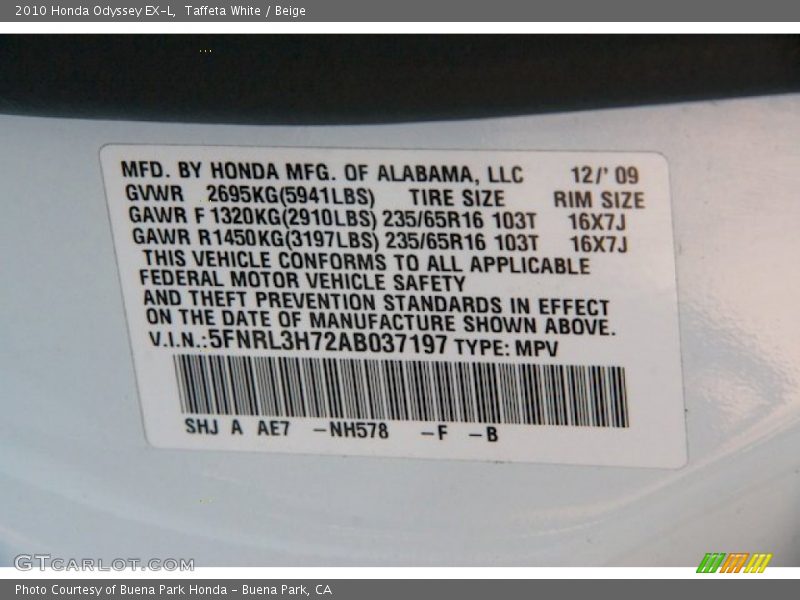 2010 Honda Odyssey EX-L, Taffeta White / Beige
MFD. BY HONDA MFG. OF ALABAMA, LLC 12/' 09
GVWR 2695KG(5941LBS) TIRE SIZE RIM SIZE
GAWR F 1320KG(2910LBS) 235/65R16 103T 16X7J
GAWR R1450KG(3197LBS) 235/65R16 103T 16X7J
THIS VEHICLE CONFORMS TO ALL APPLICABLE
FEDERAL MOTOR VEHICLE SAFETY
AND THEFT PREVENTION STANDARDS IN EFFECT
ON THE DATE OF MANUFACTURE SHOWN ABOVE.
V.I.N.:5FNRL3H72AB037197 TYPE: MPV
SHJ A AE7 -NH578 -F -B
GTCARLOT.COM
Photo Courtesy of Buena Park Honda - Buena Park, CA